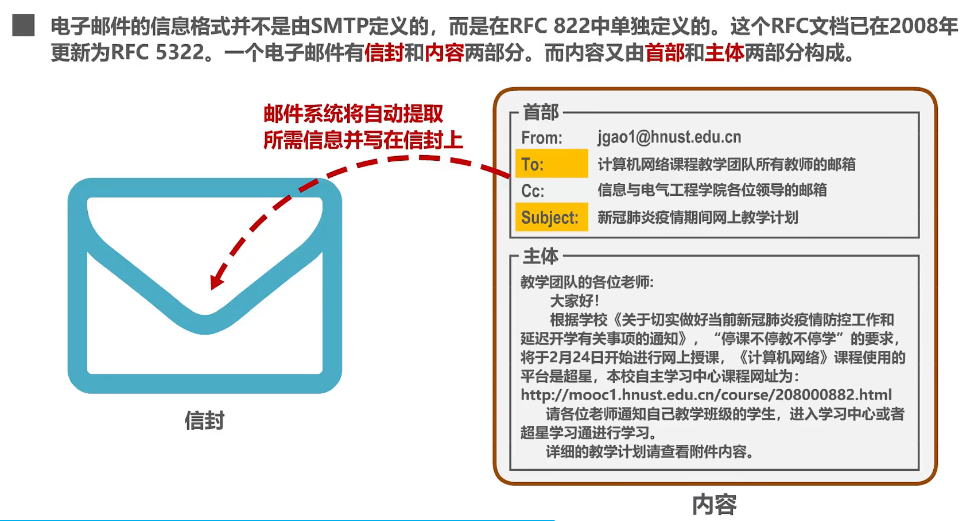 电子邮件的信息格式并不是由SMTP定义的，而是在RFC 822中单独定义的。这个RFC文档已在2008年
更新为RFC 5322。一个电子邮件有信封和内容两部分。而内容又由首部和主体两部分构成。
邮件系统将自动提取
所需信息并写在信封上
信封
首部
From: jgao1@hnust.edu.cn
To: 计算机网络课程教学团队所有教师的邮箱
Cc: 信息与电气工程学院各位领导的邮箱
Subject: 新冠肺炎疫情期间网上教学计划
主体
教学团队的各位老师:
大家好！
根据学校《关于切实做好当前新冠肺炎疫情防控工作和
延迟开学有关事项的通知》，“停课不停教不停学”的要求，
将于2月24日开始进行网上授课，《计算机网络》课程使用的
平台是超星，本校自主学习中心课程网址为：
http://mooc1.hnust.edu.cn/course/208000882.html
请各位老师通知自己教学班级的学生，进入学习中心或者
超星学习通进行学习。
详细的教学计划请查看附件内容。
内容